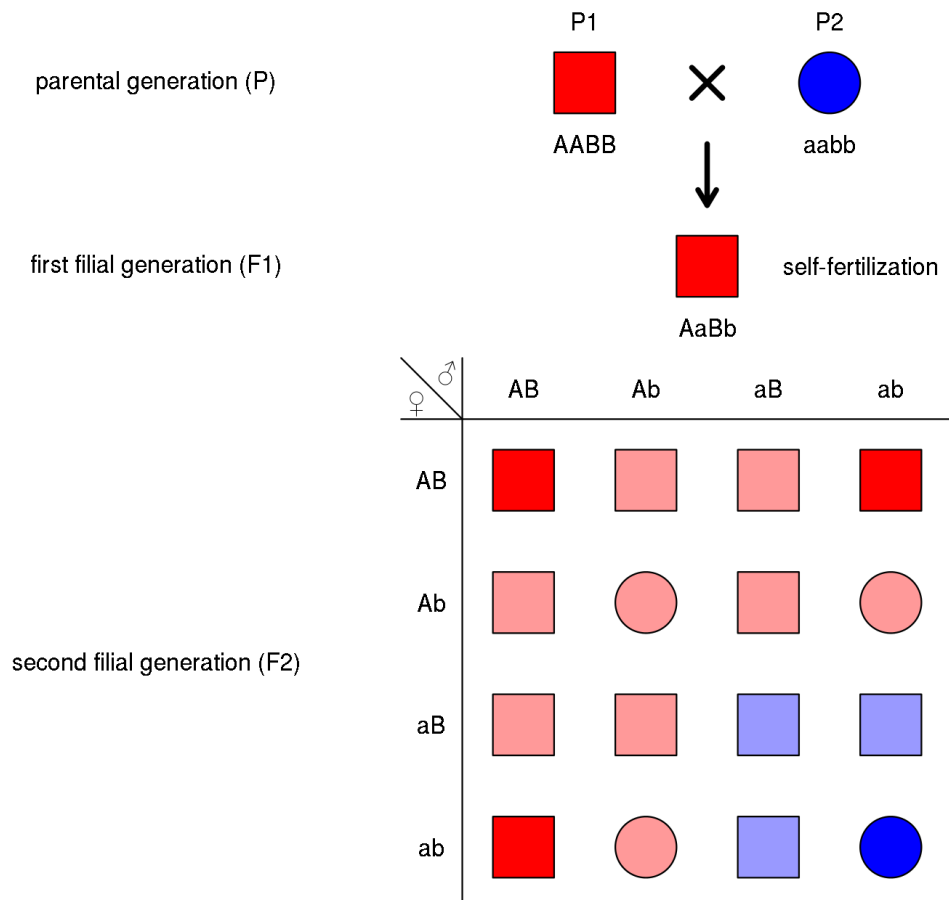 P1 P2
parental generation (P)
AABB aabb
first filial generation (F1) self-fertilization
AaBb
♂
♀
AB Ab aB ab
AB
Ab
second filial generation (F2)
aB
ab